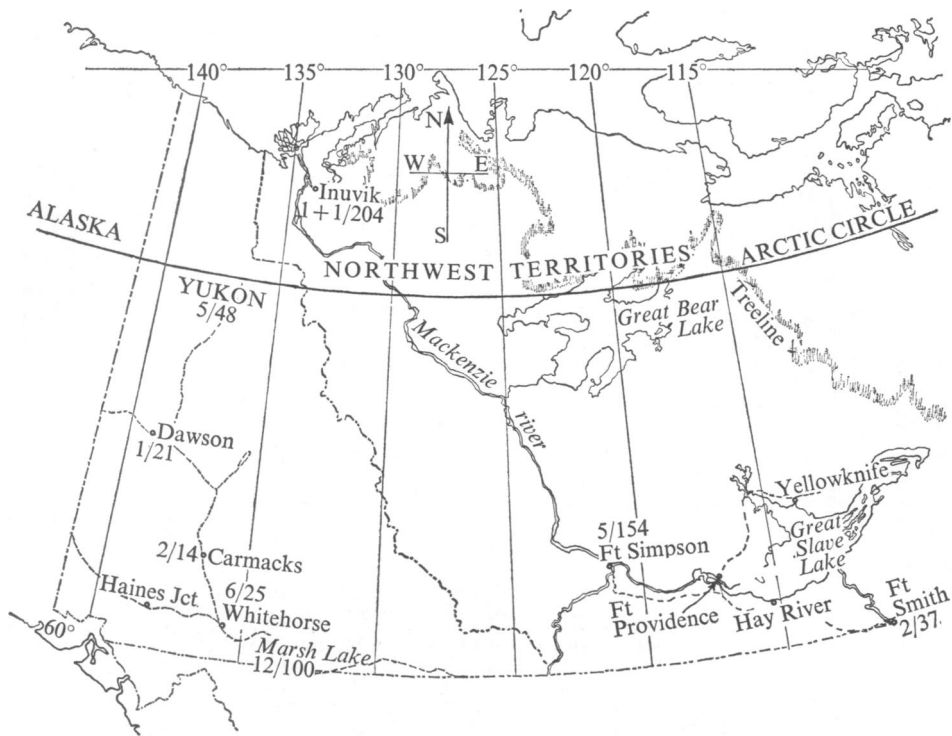 140° 135° 130° 125° 120° 115°
N
W E
S
Inuvik
1+1/204
ALASKA
ARCTIC CIRCLE
NORTHWEST TERRITORIES
YUKON
5/48
Great Bear
Lake
Treeline
Mackenzie
river
Dawson
1/21
Yellowknife
Great
Slave
Lake
5/154
Ft Simpson
2/14 Carmacks
Haines Jct
6/25
Whitehorse
Ft
Providence
Hay River
Ft
Smith
2/37
60°
Marsh Lake
12/100